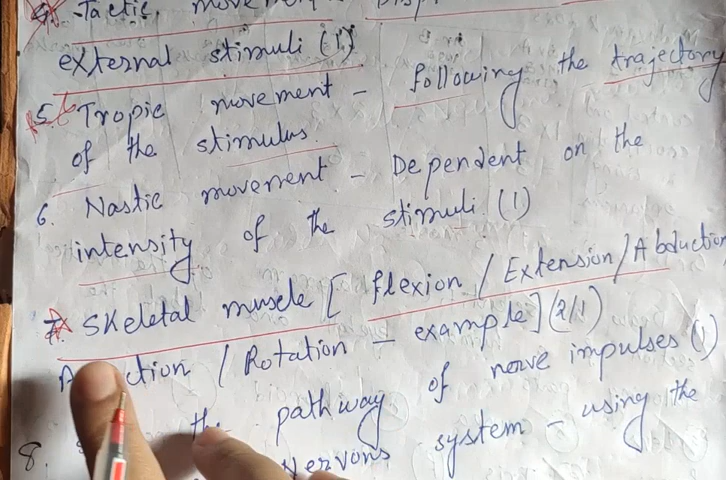 Tactic move
external stimuli (1)
5. Tropic movement - following the trajectory
of the stimulus.
6. Nastic movement - Dependent on the
intensity of the stimuli (1)
7. Skeletal muscle [ flexion / Extension / Abduction
ction / Rotation - example] (2/1)
8. the pathway of nerve impulses (1)
Nervous system - using the